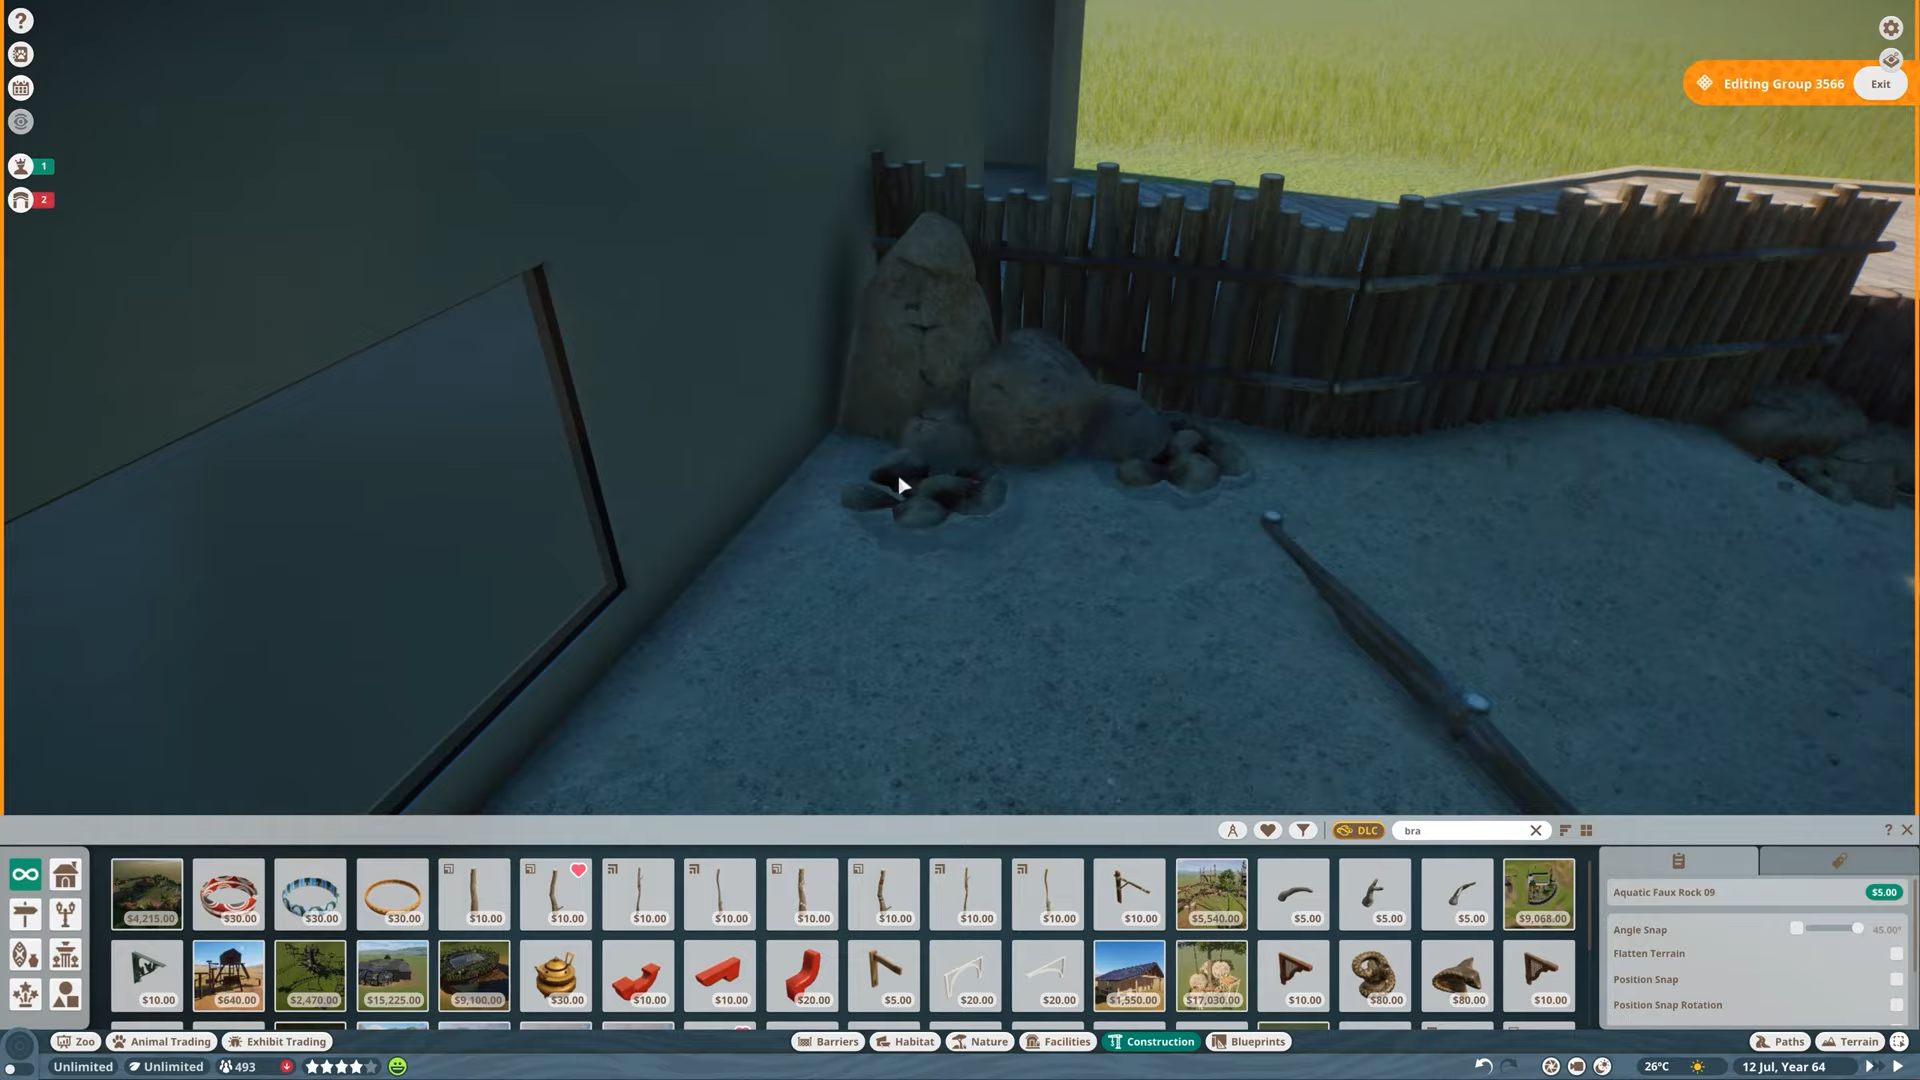 ?
Editing Group 3566
Exit
1
2
DLC
bra
?
$4,215.00
$30.00
$30.00
$30.00
$10.00
$10.00
$10.00
$10.00
$10.00
$10.00
$10.00
$10.00
$10.00
$5,540.00
$5.00
$5.00
$5.00
$9,068.00
$10.00
$640.00
$2,470.00
$15,225.00
$9,100.00
$30.00
$10.00
$10.00
$20.00
$5.00
$20.00
$20.00
$1,550.00
$17,030.00
$10.00
$80.00
$80.00
$10.00
Aquatic Faux Rock 09
$5.00
Angle Snap
45.00°
Flatten Terrain
Position Snap
Position Snap Rotation
Zoo
Animal Trading
Exhibit Trading
Barriers
Habitat
Nature
Facilities
Construction
Blueprints
Paths
Terrain
Unlimited
Unlimited
493
26°C
12 Jul, Year 64